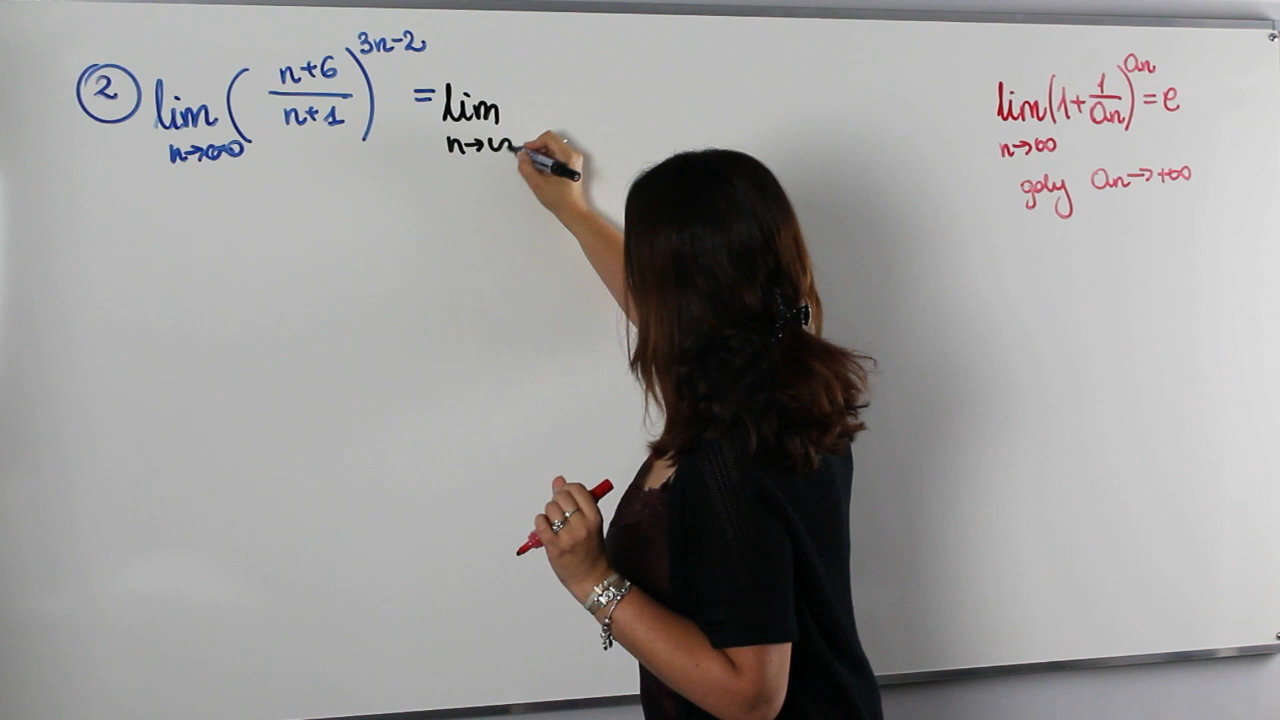 ② lim n→∞ ( n+6 / n+1 )^3n-2 = lim n→∞
lim n→∞ (1 + 1/an)^an = e
gdy an→+∞